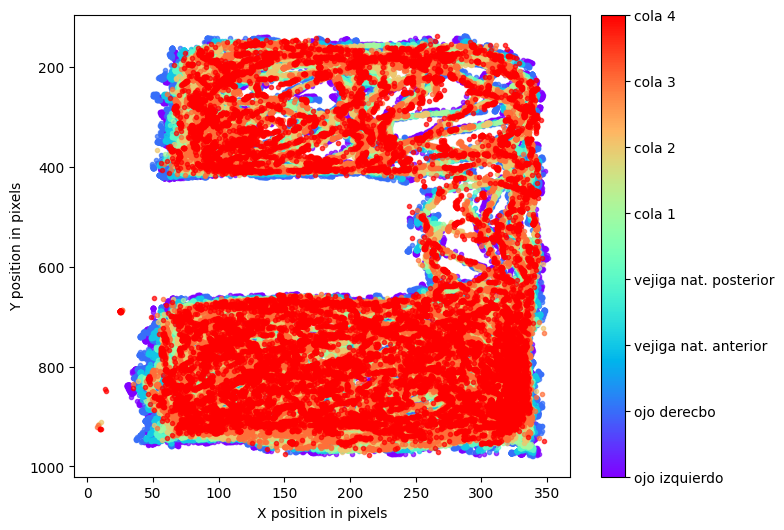 cola 4
cola 3
cola 2
cola 1
vejiga nat. posterior
vejiga nat. anterior
ojo derecbo
ojo izquierdo
Y position in pixels
200
400
600
800
1000
0
50
100
150
200
250
300
350
X position in pixels